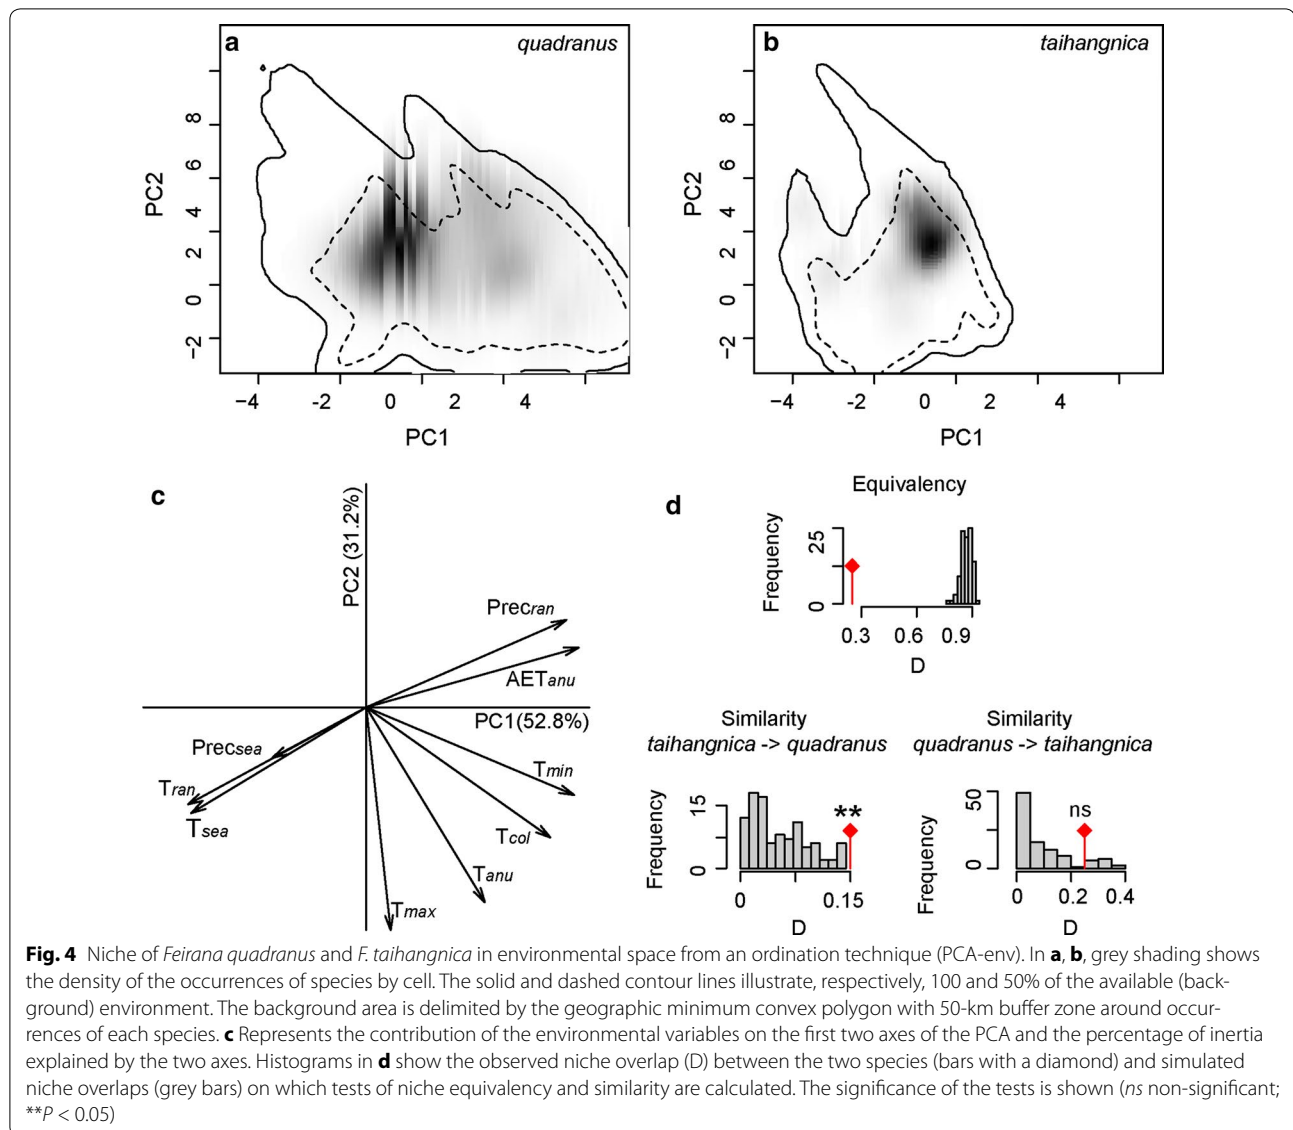 a
quadranus
PC2
8
6
4
2
0
−2
−4 -2 0 2 4
PC1
b
taihangnica
PC2
8
6
4
2
0
−2
−4 -2 0 2 4
PC1
c
PC2 (31.2%)
Precran
AETanu
PC1(52.8%)
Precsea
Tran
Tsea
Tmin
Tcol
Tanu
Tmax
d
Equivalency
Frequency
25
0
0.3 0.6 0.9
D
Similarity
taihangnica -> quadranus
Frequency
15
0
**
0 0.15
D
Similarity
quadranus -> taihangnica
Frequency
50
0
ns
0 0.2 0.4
D
Fig. 4 Niche of Feirana quadranus and F. taihangnica in environmental space from an ordination technique (PCA-env). In a, b, grey shading shows
the density of the occurrences of species by cell. The solid and dashed contour lines illustrate, respectively, 100 and 50% of the available (back-
ground) environment. The background area is delimited by the geographic minimum convex polygon with 50-km buffer zone around occur-
rences of each species. c Represents the contribution of the environmental variables on the first two axes of the PCA and the percentage of inertia
explained by the two axes. Histograms in d show the observed niche overlap (D) between the two species (bars with a diamond) and simulated
niche overlaps (grey bars) on which tests of niche equivalency and similarity are calculated. The significance of the tests is shown (ns non-significant;
**P < 0.05)